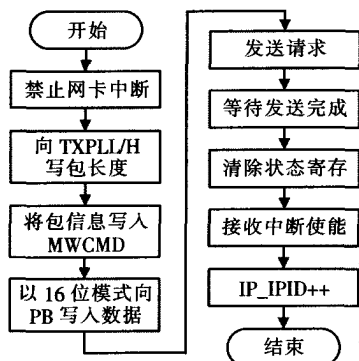 开始
禁止网卡中断
向 TXPLL/H
写包长度
将包信息写入
MWCMD
以 16 位模式向
PB 写入数据
发送请求
等待发送完成
清除状态寄存
接收中断使能
IP_IPID++
结束